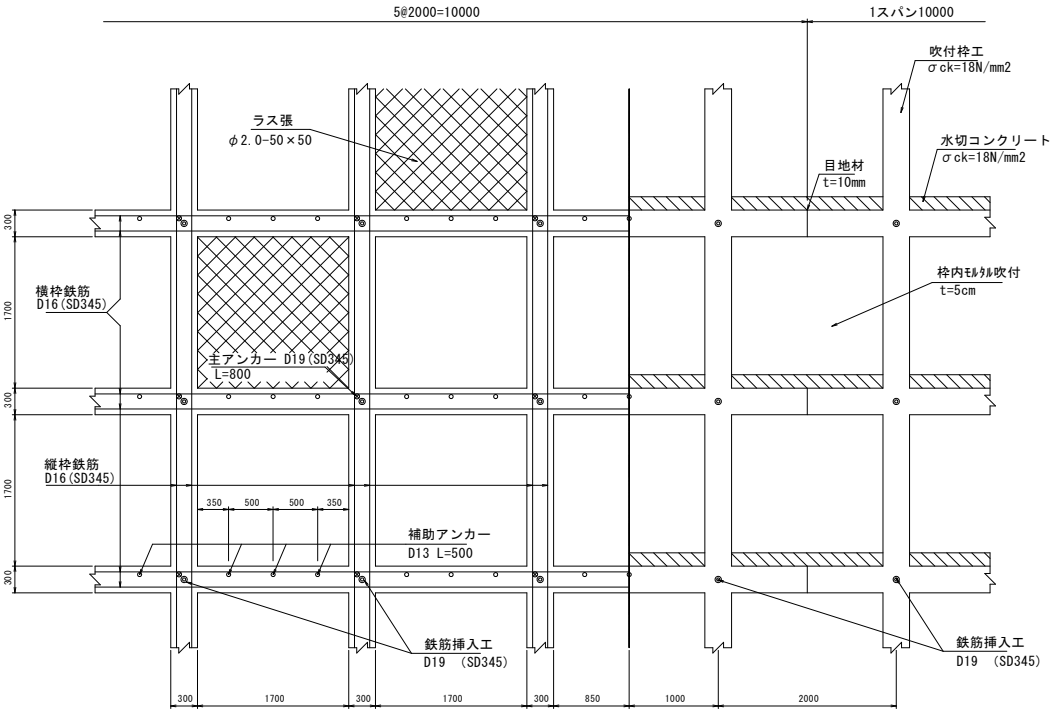 5@2000=10000
1スパン10000
吹付枠工
σck=18N/mm2
ラス張
φ2.0-50×50
水切コンクリート
σck=18N/mm2
目地材
t=10mm
300
横枠鉄筋
D16(SD345)
1700
枠内ﾓﾙﾀﾙ吹付
t=5cm
主アンカー D19(SD345)
L=800
300
縦枠鉄筋
D16(SD345)
1700
350
500
500
350
補助アンカー
D13 L=500
300
鉄筋挿入工
D19 (SD345)
鉄筋挿入工
D19 (SD345)
300
1700
300
1700
300
850
1000
2000